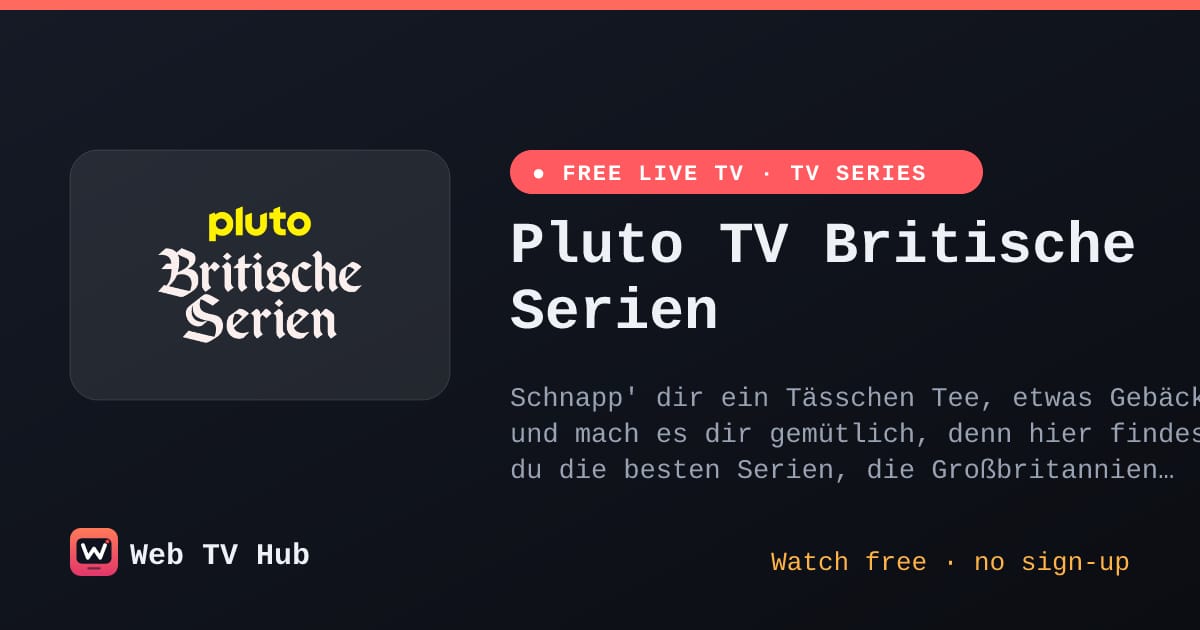 pluto
Britische
Serien
• FREE LIVE TV · TV SERIES
Pluto TV Britische
Serien
Schnapp' dir ein Tässchen Tee, etwas Gebäck
und mach es dir gemütlich, denn hier findes
du die besten Serien, die Großbritannien…
W
Web TV Hub
Watch free · no sign-up